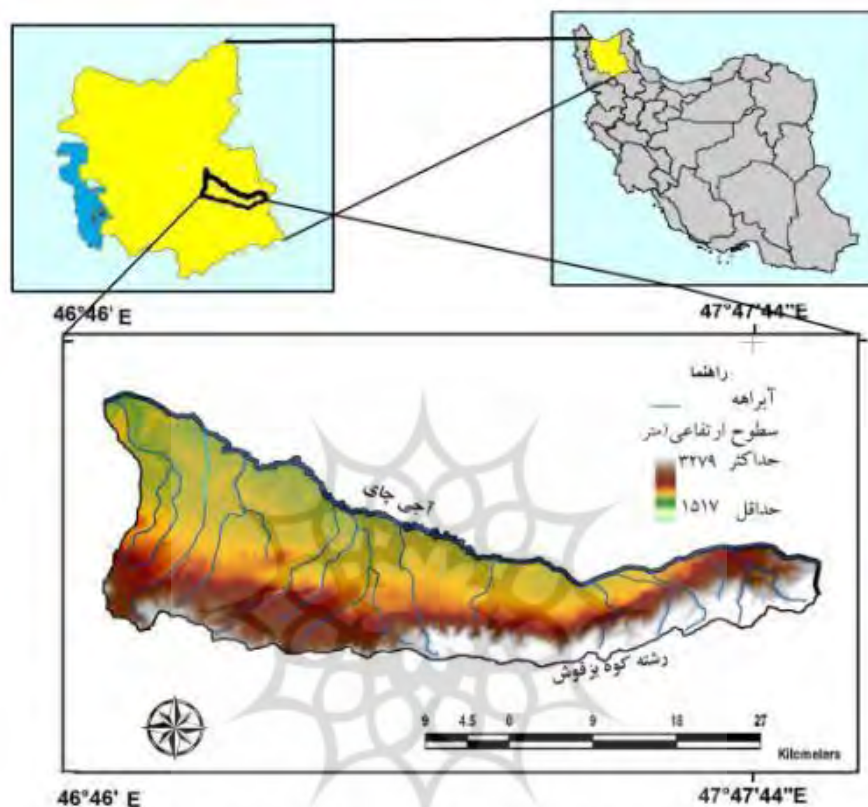 46°46' E
47°47'44"E
راهنما
آبراهه
سطوح ارتفاعی(متر
حداکثر ۳۲۷۹
حداقل ۱۵۱۷
آجی چای
رشته کوه بزقوش
9 4.5 0 9 18 27
Kilometers
46°46' E
47°47'44"E